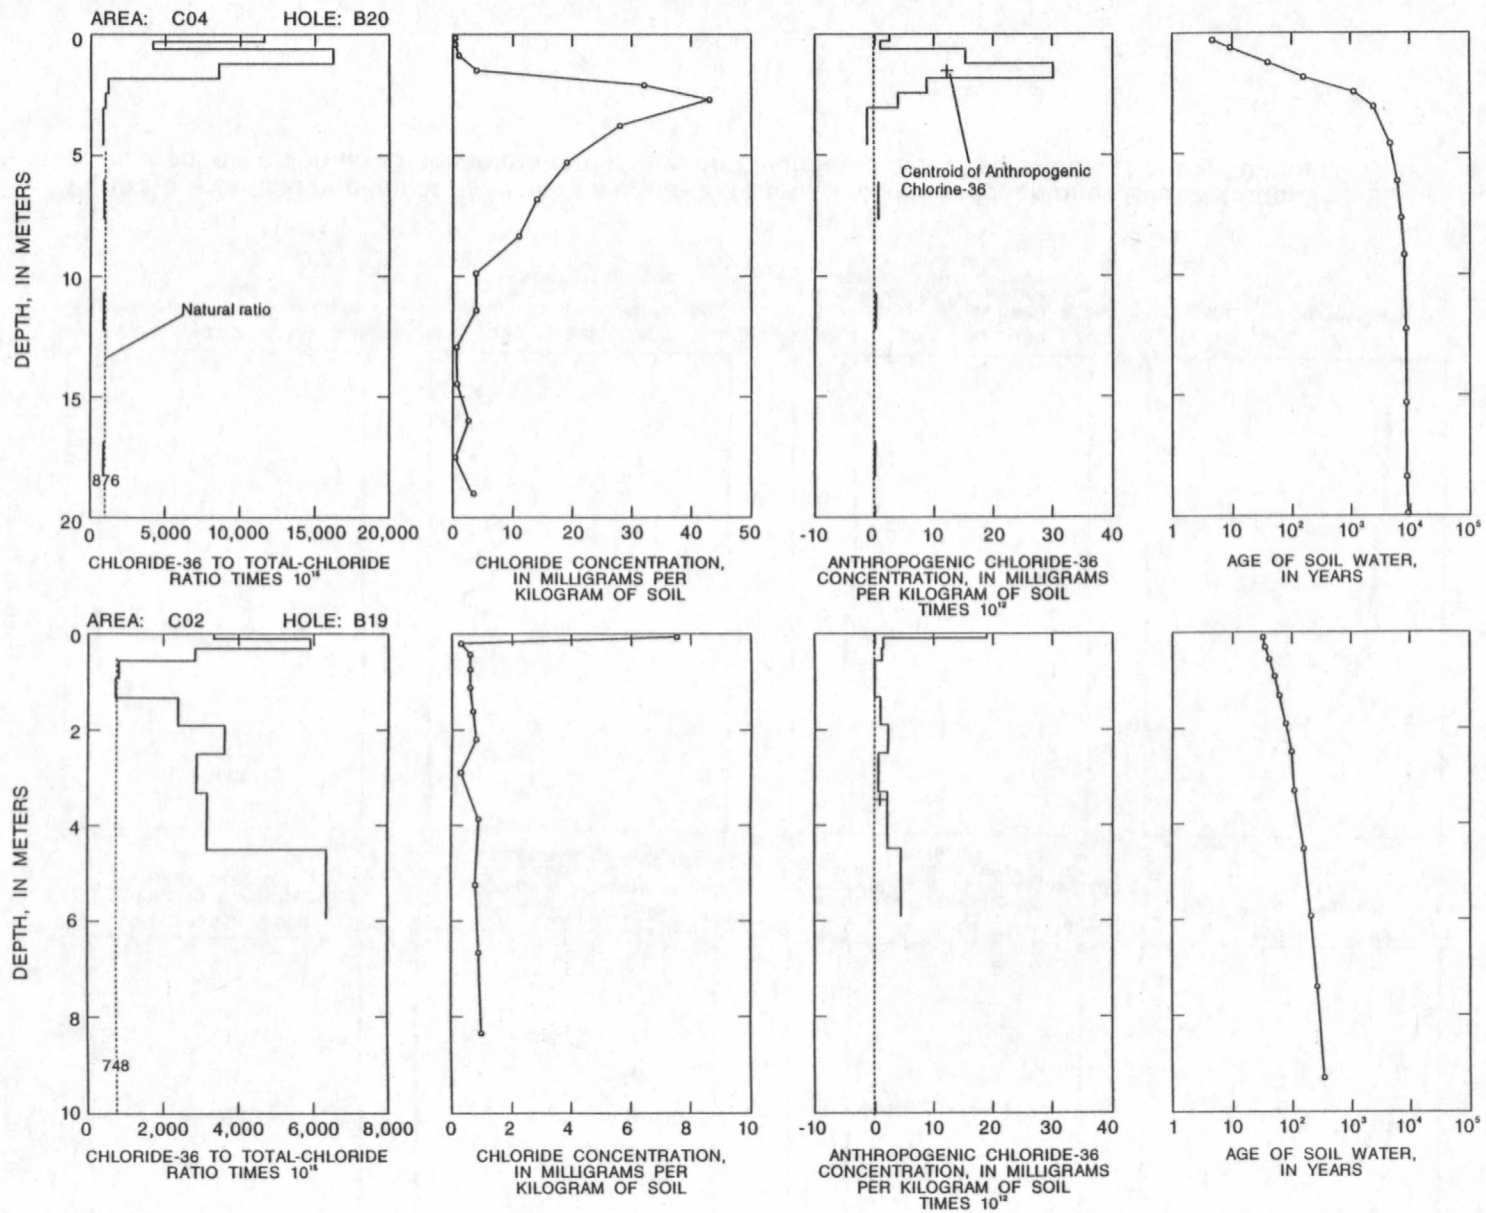 AREA: C04 HOLE: B20
0
5
10
15
20
DEPTH, IN METERS
Natural ratio
876
0 5,000 10,000 15,000 20,000
CHLORIDE-36 TO TOTAL-CHLORIDE
RATIO TIMES 10¹⁵
0 10 20 30 40 50
CHLORIDE CONCENTRATION,
IN MILLIGRAMS PER
KILOGRAM OF SOIL
Centroid of Anthropogenic
Chlorine-36
-10 0 10 20 30 40
ANTHROPOGENIC CHLORIDE-36
CONCENTRATION, IN MILLIGRAMS
PER KILOGRAM OF SOIL
TIMES 10¹²
1 10 10² 10³ 10⁴ 10⁵
AGE OF SOIL WATER,
IN YEARS
AREA: C02 HOLE: B19
0
2
4
6
8
10
DEPTH, IN METERS
748
0 2,000 4,000 6,000 8,000
CHLORIDE-36 TO TOTAL-CHLORIDE
RATIO TIMES 10¹⁵
0 2 4 6 8 10
CHLORIDE CONCENTRATION,
IN MILLIGRAMS PER
KILOGRAM OF SOIL
-10 0 10 20 30 40
ANTHROPOGENIC CHLORIDE-36
CONCENTRATION, IN MILLIGRAMS
PER KILOGRAM OF SOIL
TIMES 10¹²
1 10 10² 10³ 10⁴ 10⁵
AGE OF SOIL WATER,
IN YEARS